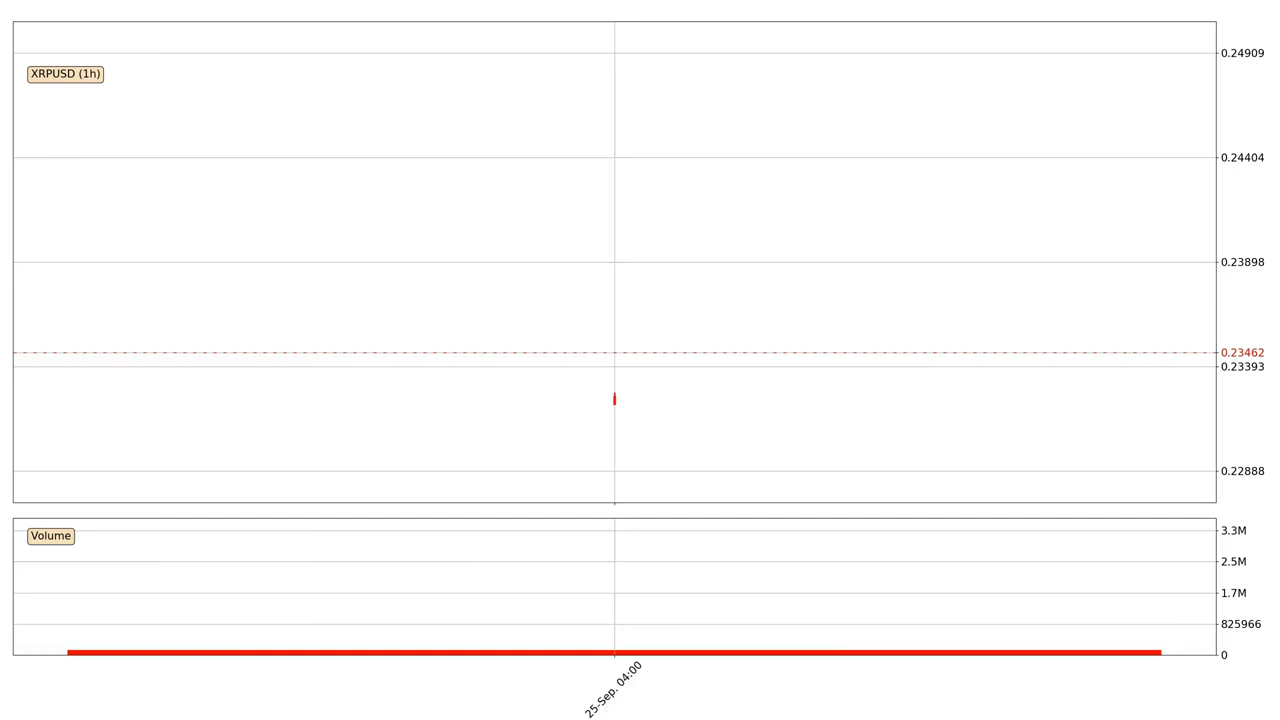 0.24909
XRPUSD (1h)
0.24404
0.23898
0.23462
0.23393
0.22888
Volume
3.3M
2.5M
1.7M
825966
0
25-Sep. 04:00